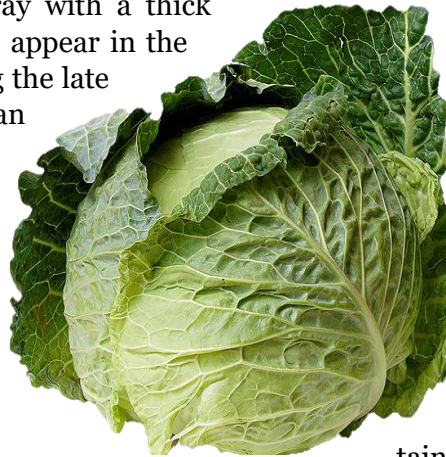 ray with a thick
appear in the
g the late
an
tain